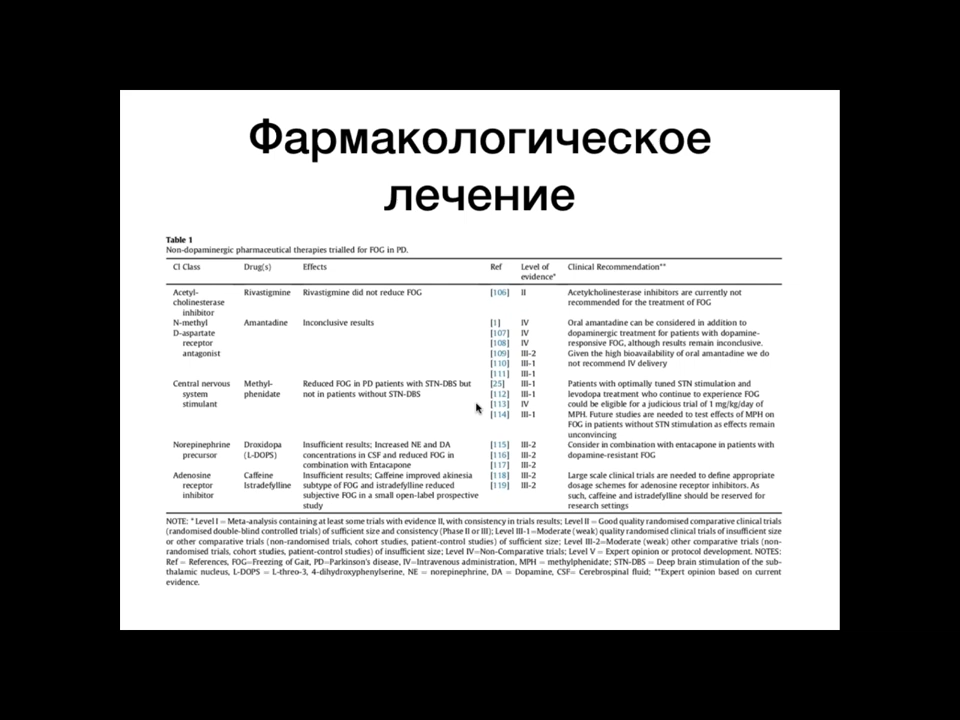 Фармакологическое
лечение
Table 1
Non-dopaminergic pharmaceutical therapies trialled for FOG in PD.
Cl Class Drug(s) Effects Ref Level of evidence* Clinical Recommendation**
Acetyl- Rivastigmine Rivastigmine did not reduce FOG [106] II Acetylcholinesterase inhibitors are currently not
cholinesterase recommended for the treatment of FOG
inhibitor
N-methyl Amantadine Inconclusive results [1] IV Oral amantadine can be considered in addition to
D-aspartate [107] IV dopaminergic treatment for patients with dopamine-
receptor [108] IV responsive FOG, although results remain inconclusive.
antagonist [109] III-2 Given the high bioavailability of oral amantadine we do
[110] III-1 not recommend IV delivery
[111] III-1
Central nervous Methyl- Reduced FOG in PD patients with STN-DBS but [25] III-1 Patients with optimally tuned STN stimulation and
system phenidate not in patients without STN-DBS [112] III-1 levodopa treatment who continue to experience FOG
stimulant [113] IV could be eligible for a judicious trial of 1 mg/kg/day of
[114] III-1 MPH. Future studies are needed to test effects of MPH on
FOG in patients without STN stimulation as effects remain
unconvincing
Norepinephrine Droxidopa Insufficient results; Increased NE and DA [115] III-2 Consider in combination with entacapone in patients with
precursor (L-DOPS) concentrations in CSF and reduced FOG in [116] III-2 dopamine-resistant FOG
combination with Entacapone [117] III-2
Adenosine Caffeine Insufficient results; Caffeine improved akinesia [118] III-2 Large scale clinical trials are needed to define appropriate
receptor Istradefylline subtype of FOG and istradefylline reduced [119] III-2 dosage schemes for adenosine receptor inhibitors. As
inhibitor subjective FOG in a small open-label prospective such, caffeine and istradefylline should be reserved for
study research settings
NOTE: * Level I = Meta-analysis containing at least some trials with evidence II, with consistency in trials results; Level II = Good quality randomised comparative clinical trials
(randomised double-blind controlled trials) of sufficient size and consistency (Phase II or III); Level III-1=Moderate (weak) quality randomised clinical trials of insufficient size
or other comparative trials (non-randomised trials, cohort studies, patient-control studies) of sufficient size; Level III-2=Moderate (weak) other comparative trials (non-
randomised trials, cohort studies, patient-control studies) of insufficient size; Level IV=Non-Comparative trials; Level V = Expert opinion or protocol development. NOTES:
Ref = References, FOG=Freezing of Gait, PD=Parkinson's disease, IV=Intravenous administration, MPH = methylphenidate; STN-DBS = Deep brain stimulation of the sub-
thalamic nucleus, L-DOPS = L-threo-3, 4-dihydroxyphenylserine, NE = norepinephrine, DA = Dopamine, CSF= Cerebrospinal fluid; **Expert opinion based on current
evidence.